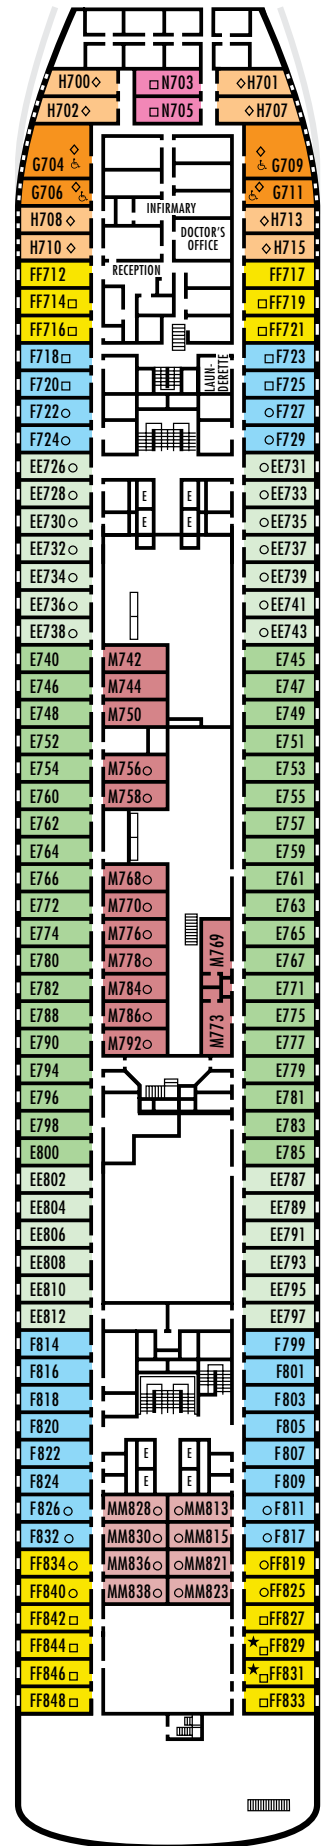 H700◇ □N703 ◇H701
H702◇ □N705 ◇H707
G704 ◇♿ ◇♿ G709
G706 ◇♿ ♿◇ G711
INFIRMARY
H708◇ ◇H713
DOCTOR'S
OFFICE
H710◇ ◇H715
RECEPTION
FF712 FF717
FF714□ □FF719
FF716□ □FF721
F718□ □F723
LAUN-
DERETTE
F720□ □F725
F722○ ○F727
F724○ ○F729
EE726○ ○EE731
EE728○ E E ○EE733
EE730○ E E ○EE735
EE732○ ○EE737
EE734○ ○EE739
EE736○ ○EE741
EE738○ ○EE743
E740 M742 E745
E746 M744 E747
E748 M750 E749
E752 E751
E754 M756○ E753
E760 M758○ E755
E762 E757
E764 E759
E766 M768○ E761
E772 M770○ E763
E774 M776○ M769 E765
E780 M778○ E767
E782 M784○ E771
E788 M786○ M773 E775
E790 M792○ E777
E794 E779
E796 E781
E798 E783
E800 E785
EE802 EE787
EE804 EE789
EE806 EE791
EE808 EE793
EE810 EE795
EE812 EE797
F814 F799
F816 F801
F818 F803
F820 F805
F822 E E F807
F824 E E F809
F826○ MM828○ ○MM813 ○F811
F832○ MM830○ ○MM815 ○F817
FF834○ MM836○ ○MM821 ○FF819
FF840○ MM838○ ○MM823 ○FF825
FF842□ □FF827
FF844□ ★□FF829
FF846□ ★□FF831
FF848□ □FF833